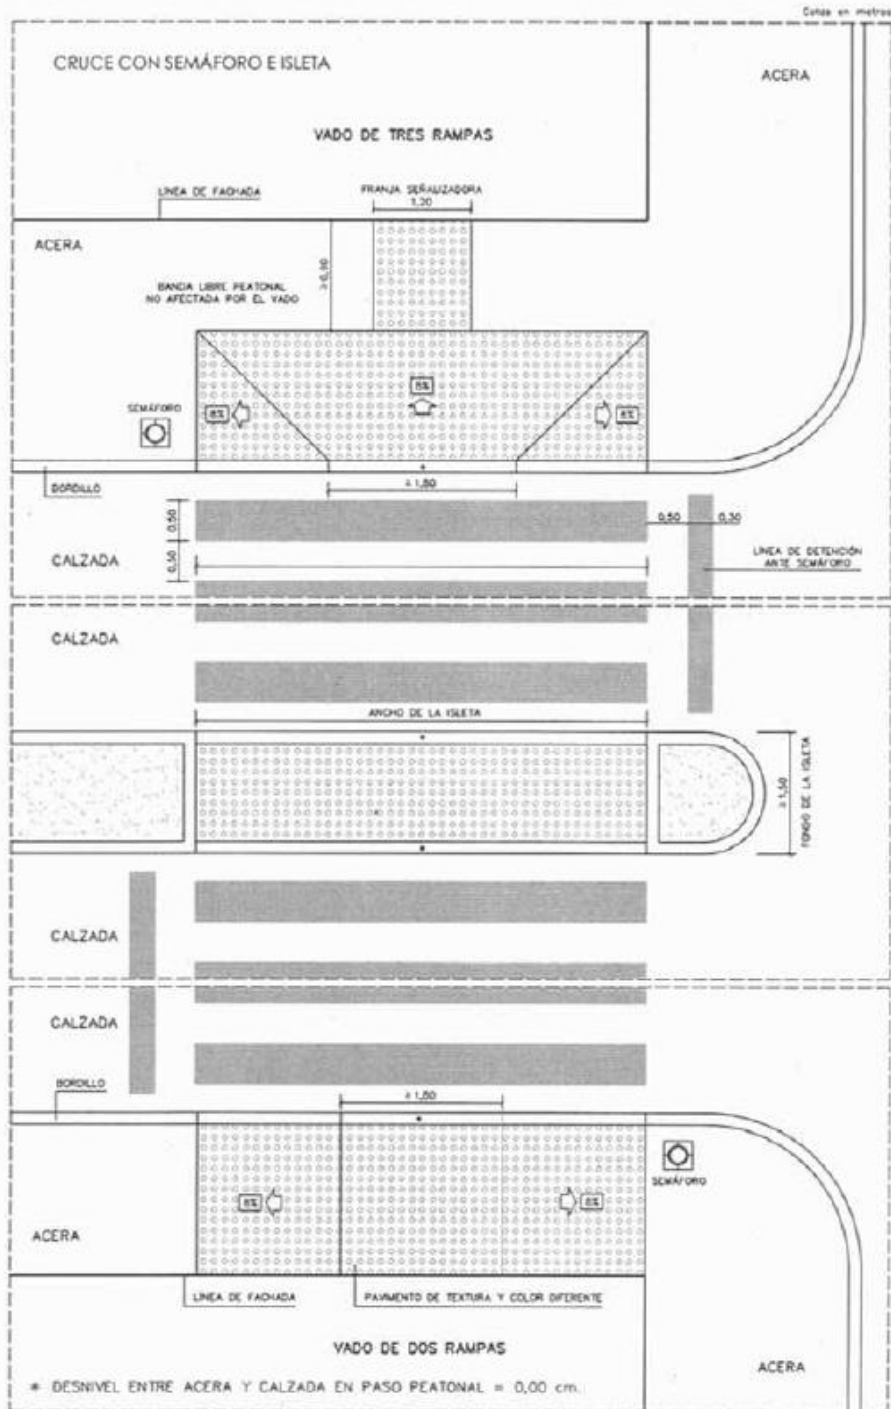 Cotas en metros
CRUCE CON SEMÁFORO E ISLETA
ACERA
VADO DE TRES RAMPAS
LÍNEA DE FACHADA
FRANJA SEÑALIZADORA
1,20
ACERA
≥0,90
BANDA LIBRE PEATONAL
NO AFECTADA POR EL VADO
8%
SEMÁFORO
8%
8%
BORDILLO
≥1,80
0,50
0,50
0,30
CALZADA
0,50
LÍNEA DE DETENCIÓN
ANTE SEMÁFORO
CALZADA
ANCHO DE LA ISLETA
≥1,50
FONDO DE LA ISLETA
CALZADA
CALZADA
BORDILLO
≥1,80
SEMÁFORO
8%
8%
ACERA
LÍNEA DE FACHADA
PAVIMENTO DE TEXTURA Y COLOR DIFERENTE
VADO DE DOS RAMPAS
ACERA
* DESNIVEL ENTRE ACERA Y CALZADA EN PASO PEATONAL = 0,00 cm.